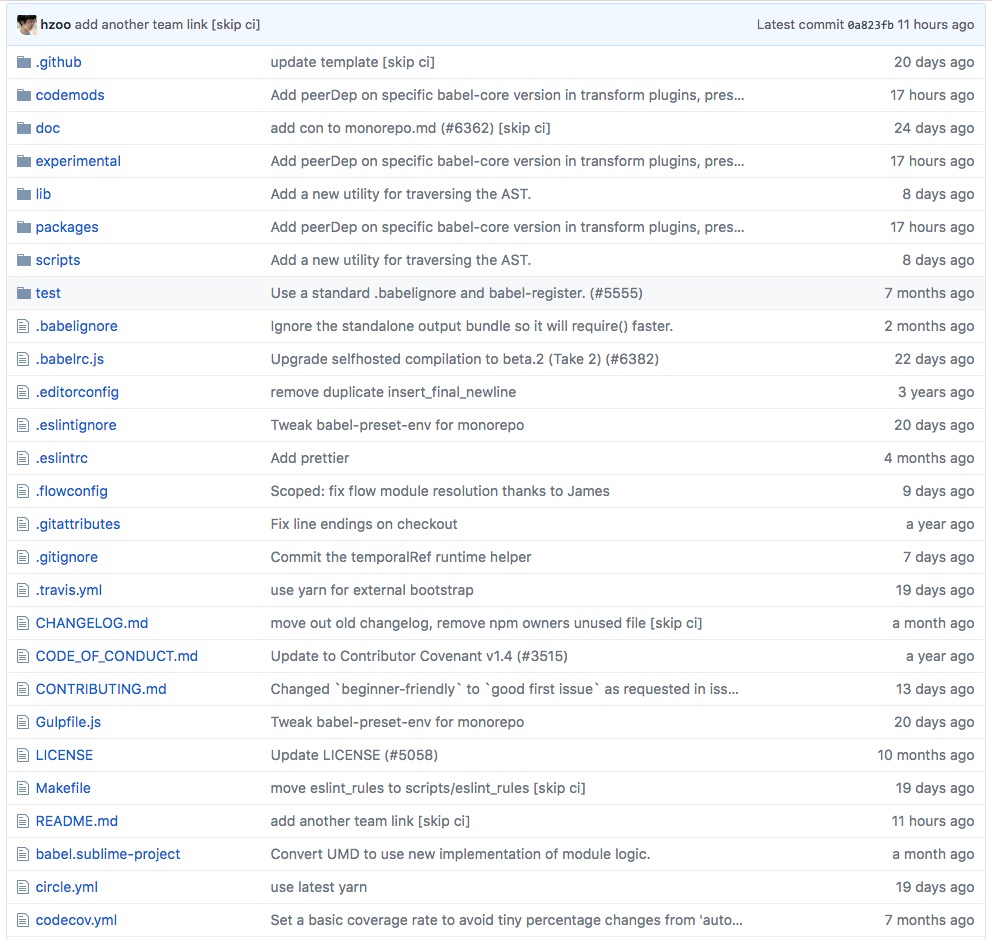 hzoo add another team link [skip ci] Latest commit 0a823fb 11 hours ago
.github update template [skip ci] 20 days ago
codemods Add peerDep on specific babel-core version in transform plugins, pres... 17 hours ago
doc add con to monorepo.md (#6362) [skip ci] 24 days ago
experimental Add peerDep on specific babel-core version in transform plugins, pres... 17 hours ago
lib Add a new utility for traversing the AST. 8 days ago
packages Add peerDep on specific babel-core version in transform plugins, pres... 17 hours ago
scripts Add a new utility for traversing the AST. 8 days ago
test Use a standard .babelignore and babel-register. (#5555) 7 months ago
.babelignore Ignore the standalone output bundle so it will require() faster. 2 months ago
.babelrc.js Upgrade selfhosted compilation to beta.2 (Take 2) (#6382) 22 days ago
.editorconfig remove duplicate insert_final_newline 3 years ago
.eslintignore Tweak babel-preset-env for monorepo 20 days ago
.eslintrc Add prettier 4 months ago
.flowconfig Scoped: fix flow module resolution thanks to James 9 days ago
.gitattributes Fix line endings on checkout a year ago
.gitignore Commit the temporalRef runtime helper 7 days ago
.travis.yml use yarn for external bootstrap 19 days ago
CHANGELOG.md move out old changelog, remove npm owners unused file [skip ci] a month ago
CODE_OF_CONDUCT.md Update to Contributor Covenant v1.4 (#3515) a year ago
CONTRIBUTING.md Changed `beginner-friendly` to `good first issue` as requested in iss... 13 days ago
Gulpfile.js Tweak babel-preset-env for monorepo 20 days ago
LICENSE Update LICENSE (#5058) 10 months ago
Makefile move eslint_rules to scripts/eslint_rules [skip ci] 19 days ago
README.md add another team link [skip ci] 11 hours ago
babel.sublime-project Convert UMD to use new implementation of module logic. a month ago
circle.yml use latest yarn 19 days ago
codecov.yml Set a basic coverage rate to avoid tiny percentage changes from 'auto... 7 months ago